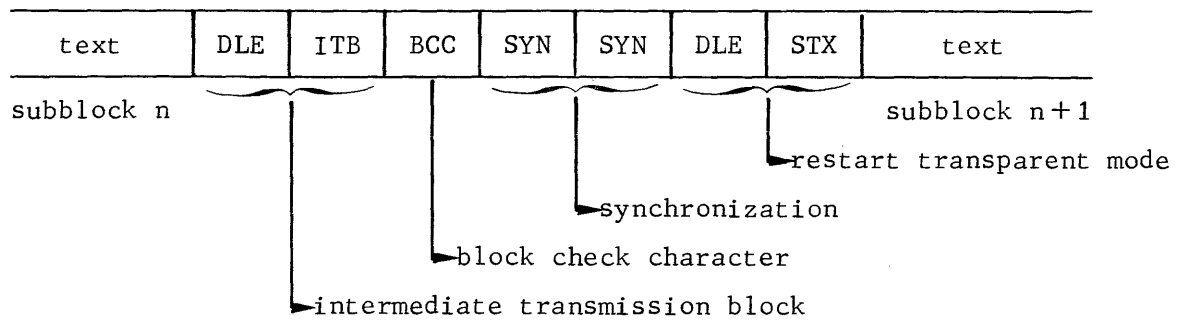 text DLE ITB BCC SYN SYN DLE STX text
subblock n subblock n+1
restart transparent mode
synchronization
block check character
intermediate transmission block